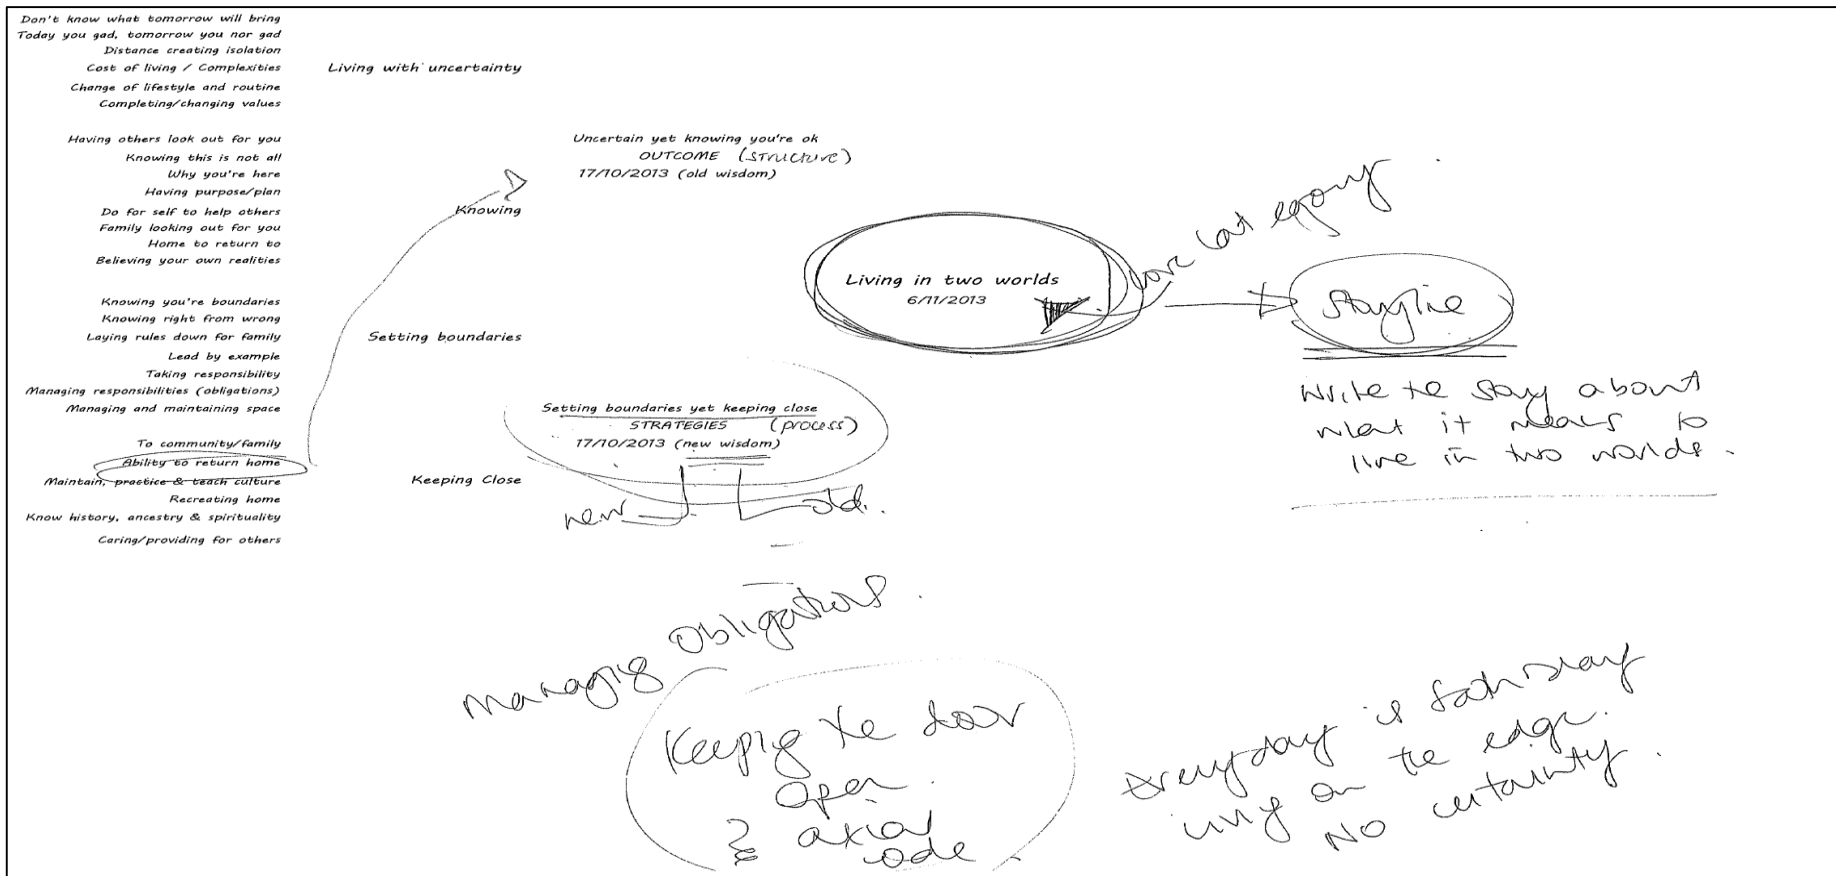 Don't know what tomorrow will bring
Today you gad, tomorrow you nor gad
Distance creating isolation
Cost of living / Complexities
Change of lifestyle and routine
Completing/changing values
Living with uncertainty
Having others look out for you
Knowing this is not all
Why you're here
Having purpose/plan
Do for self to help others
Family looking out for you
Home to return to
Believing your own realities
Knowing
Uncertain yet knowing you're ok
OUTCOME (structure)
17/10/2013 (old wisdom)
Knowing you're boundaries
Knowing right from wrong
Laying rules down for family
Lead by example
Taking responsibility
Managing responsibilities (obligations)
Managing and maintaining space
Setting boundaries
Setting boundaries yet keeping close
STRATEGIES (process)
17/10/2013 (new wisdom)
new
old.
To community/family
Ability to return home
Maintain, practice & teach culture
Recreating home
Know history, ancestry & spirituality
Caring/providing for others
Keeping Close
Living in two worlds
6/11/2013
core category.
storyline
write the story about
what it means to
live in two worlds.
Managing Obligations.
Keeping the door
open.
axial
code.
Everyday is
on the edge.
No certainty.